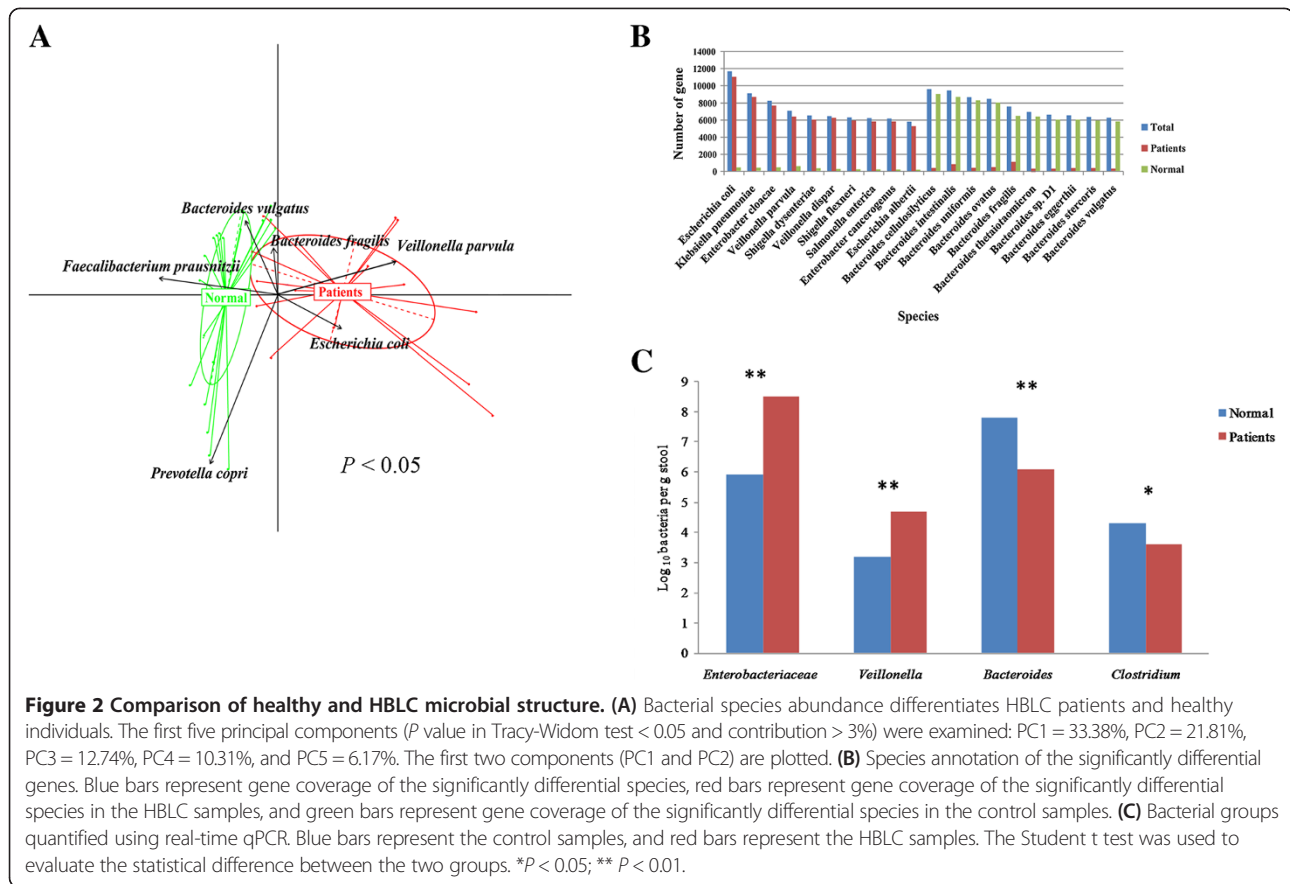 A
Bacteroides vulgatus
Bacteroides fragilis
Veillonella parvula
Faecalibacterium prausnitzii
Normal
Patients
Escherichia coli
Prevotella copri
P < 0.05
B
Number of gene
14000
12000
10000
8000
6000
4000
2000
0
Escherichia coli
Klebsiella pneumoniae
Enterobacter cloacae
Veillonella parvula
Shigella dysenteriae
Veillonella dispar
Shigella flexneri
Salmonella enterica
Enterobacter cancerogenus
Escherichia albertii
Bacteroides cellulosilyticus
Bacteroides intestinalis
Bacteroides uniformis
Bacteroides ovatus
Bacteroides fragilis
Bacteroides thetaiotaomicron
Bacteroides sp. D1
Bacteroides eggerthii
Bacteroides stercoris
Bacteroides vulgatus
Species
Total
Patients
Normal
C
Log 10 bacteria per g stool
9
8
7
6
5
4
3
2
1
0
**
**
**
*
Enterobacteriaceae
Veillonella
Bacteroides
Clostridium
Normal
Patients
Figure 2 Comparison of healthy and HBLC microbial structure. (A) Bacterial species abundance differentiates HBLC patients and healthy
individuals. The first five principal components (P value in Tracy-Widom test < 0.05 and contribution > 3%) were examined: PC1 = 33.38%, PC2 = 21.81%,
PC3 = 12.74%, PC4 = 10.31%, and PC5 = 6.17%. The first two components (PC1 and PC2) are plotted. (B) Species annotation of the significantly differential
genes. Blue bars represent gene coverage of the significantly differential species, red bars represent gene coverage of the significantly differential
species in the HBLC samples, and green bars represent gene coverage of the significantly differential species in the control samples. (C) Bacterial groups
quantified using real-time qPCR. Blue bars represent the control samples, and red bars represent the HBLC samples. The Student t test was used to
evaluate the statistical difference between the two groups. *P < 0.05; ** P < 0.01.